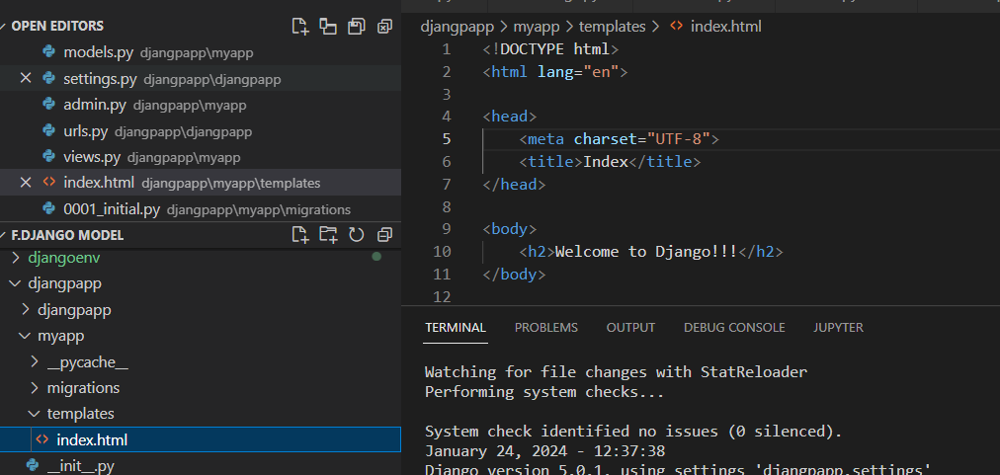 OPEN EDITORS
models.py djangpapp\myapp
settings.py djangpapp\djangpapp
admin.py djangpapp\myapp
urls.py djangpapp\djangpapp
views.py djangpapp\myapp
index.html djangpapp\myapp\templates
0001_initial.py djangpapp\myapp\migrations
F.DJANGO MODEL
djangoenv
djangpapp
djangpapp
myapp
__pycache__
migrations
templates
index.html
__init__.py
djangpapp > myapp > templates > <> index.html
1 <!DOCTYPE html>
2 <html lang="en">
3
4 <head>
5 <meta charset="UTF-8">
6 <title>Index</title>
7 </head>
8
9 <body>
10 <h2>Welcome to Django!!!</h2>
11 </body>
12
TERMINAL PROBLEMS OUTPUT DEBUG CONSOLE JUPYTER
Watching for file changes with StatReloader
Performing system checks...
System check identified no issues (0 silenced).
January 24, 2024 - 12:37:38
Django version 5.0.1, using settings 'djangpapp.settings'